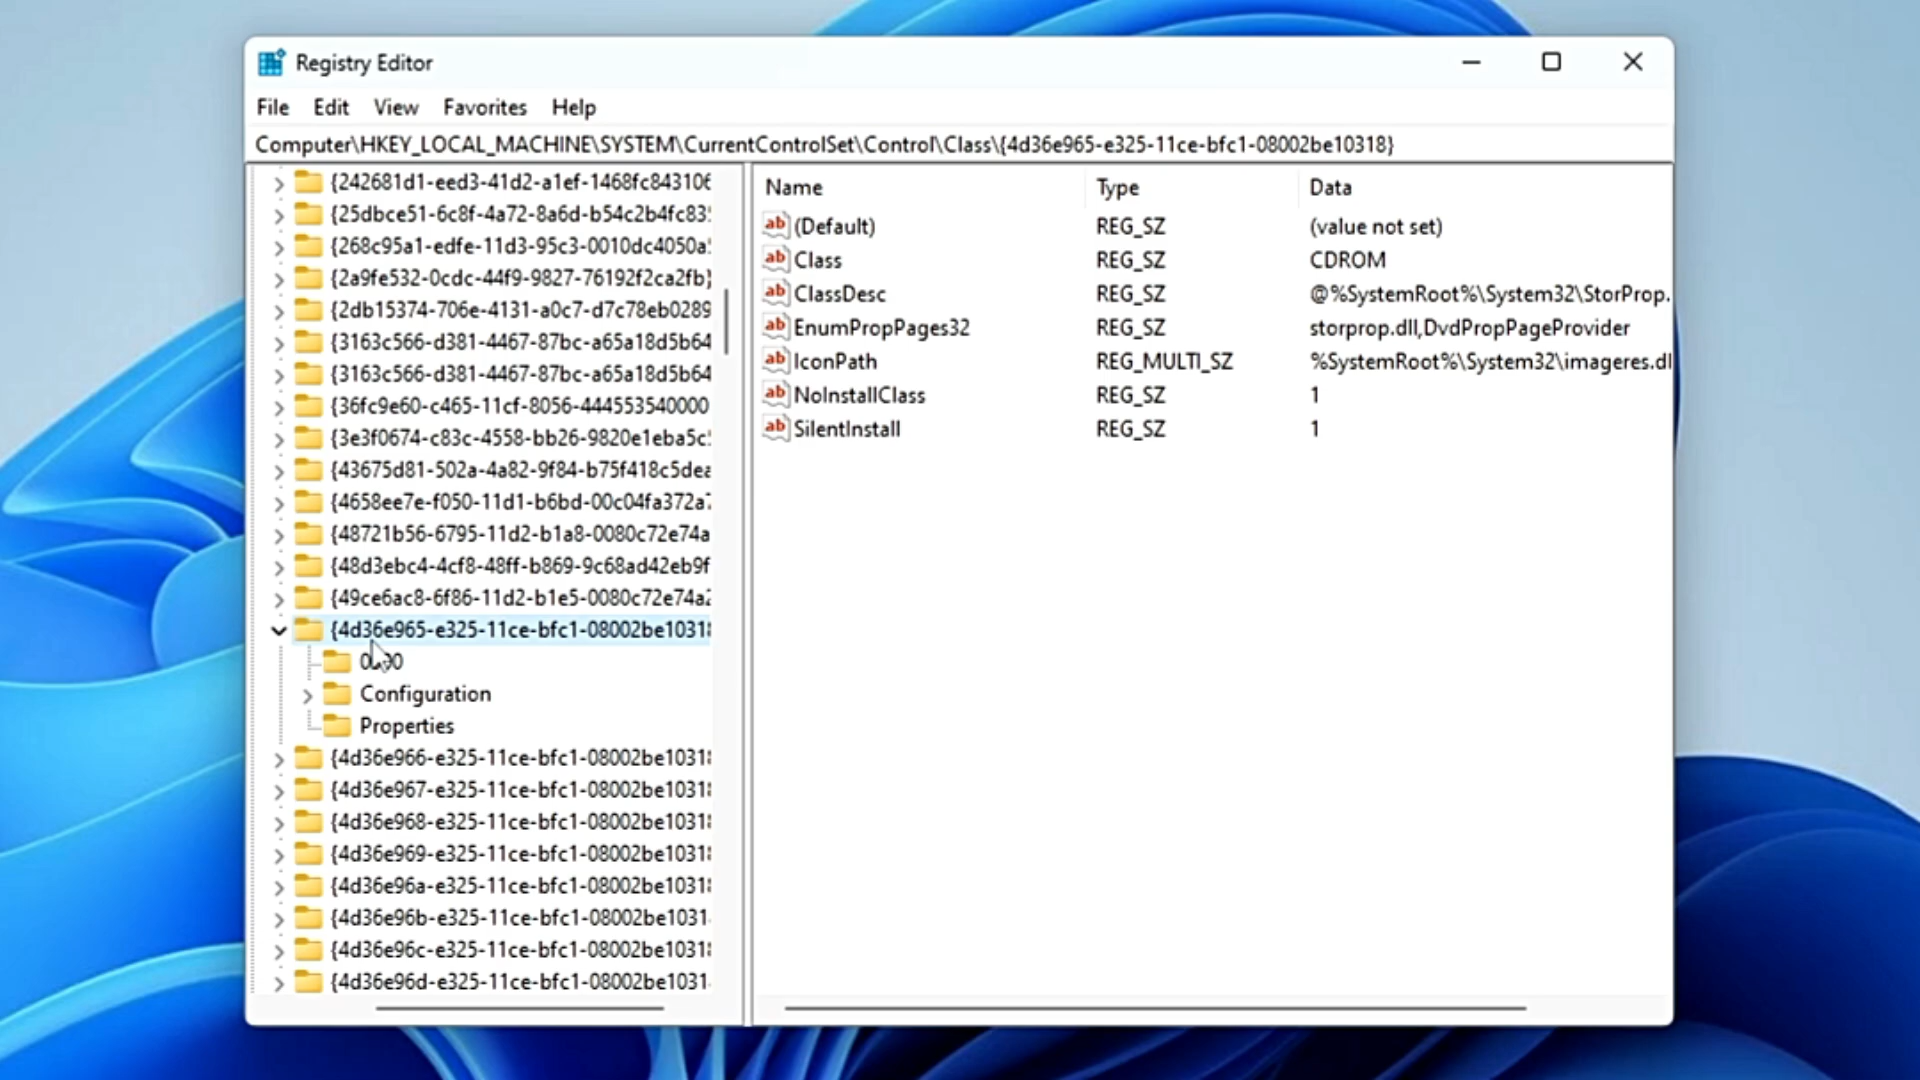 Registry Editor
File Edit View Favorites Help
Computer\HKEY_LOCAL_MACHINE\SYSTEM\CurrentControlSet\Control\Class\{4d36e965-e325-11ce-bfc1-08002be10318}
{242681d1-eed3-41d2-a1ef-1468fc843106
{25dbce51-6c8f-4a72-8a6d-b54c2b4fc83
{268c95a1-edfe-11d3-95c3-0010dc4050a
{2a9fe532-0cdc-44f9-9827-76192f2ca2fb}
{2db15374-706e-4131-a0c7-d7c78eb0289
{3163c566-d381-4467-87bc-a65a18d5b64
{3163c566-d381-4467-87bc-a65a18d5b64
{36fc9e60-c465-11cf-8056-444553540000
{3e3f0674-c83c-4558-bb26-9820e1eba5c
{43675d81-502a-4a82-9f84-b75f418c5dea
{4658ee7e-f050-11d1-b6bd-00c04fa372a
{48721b56-6795-11d2-b1a8-0080c72e74a
{48d3ebc4-4cf8-48ff-b869-9c68ad42eb9f
{49ce6ac8-6f86-11d2-b1e5-0080c72e74a2
{4d36e965-e325-11ce-bfc1-08002be1031
Configuration
Properties
{4d36e966-e325-11ce-bfc1-08002be1031
{4d36e967-e325-11ce-bfc1-08002be1031
{4d36e968-e325-11ce-bfc1-08002be1031
{4d36e969-e325-11ce-bfc1-08002be1031
{4d36e96a-e325-11ce-bfc1-08002be1031
{4d36e96b-e325-11ce-bfc1-08002be1031
{4d36e96c-e325-11ce-bfc1-08002be1031
{4d36e96d-e325-11ce-bfc1-08002be1031
Name Type Data
(Default) REG_SZ (value not set)
Class REG_SZ CDROM
ClassDesc REG_SZ @%SystemRoot%\System32\StorProp.
EnumPropPages32 REG_SZ storprop.dll,DvdPropPageProvider
IconPath REG_MULTI_SZ %SystemRoot%\System32\imageres.dl
NoInstallClass REG_SZ 1
SilentInstall REG_SZ 1